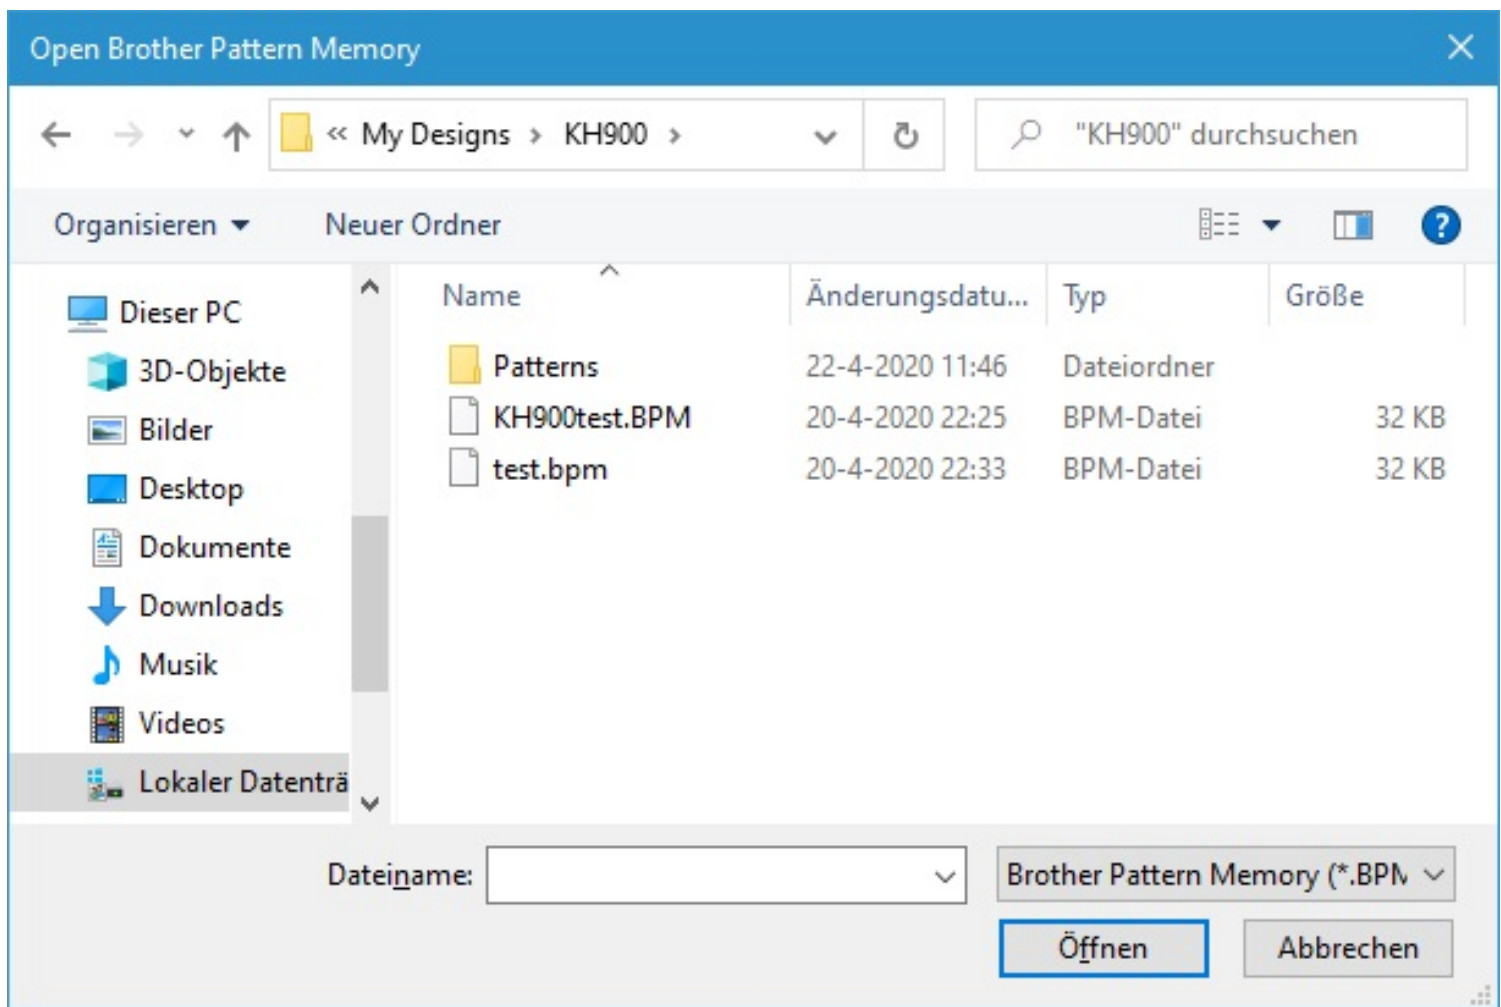 Open Brother Pattern Memory
« My Designs › KH900 ›
"KH900" durchsuchen
Organisieren
Neuer Ordner
?
Name
Änderungsdatu...
Typ
Größe
Dieser PC
3D-Objekte
Bilder
Desktop
Dokumente
Downloads
Musik
Videos
Lokaler Datenträ
Patterns 22-4-2020 11:46 Dateiordner
KH900test.BPM 20-4-2020 22:25 BPM-Datei 32 KB
test.bpm 20-4-2020 22:33 BPM-Datei 32 KB
Dateiname:
Brother Pattern Memory (*.BPM
Öffnen
Abbrechen